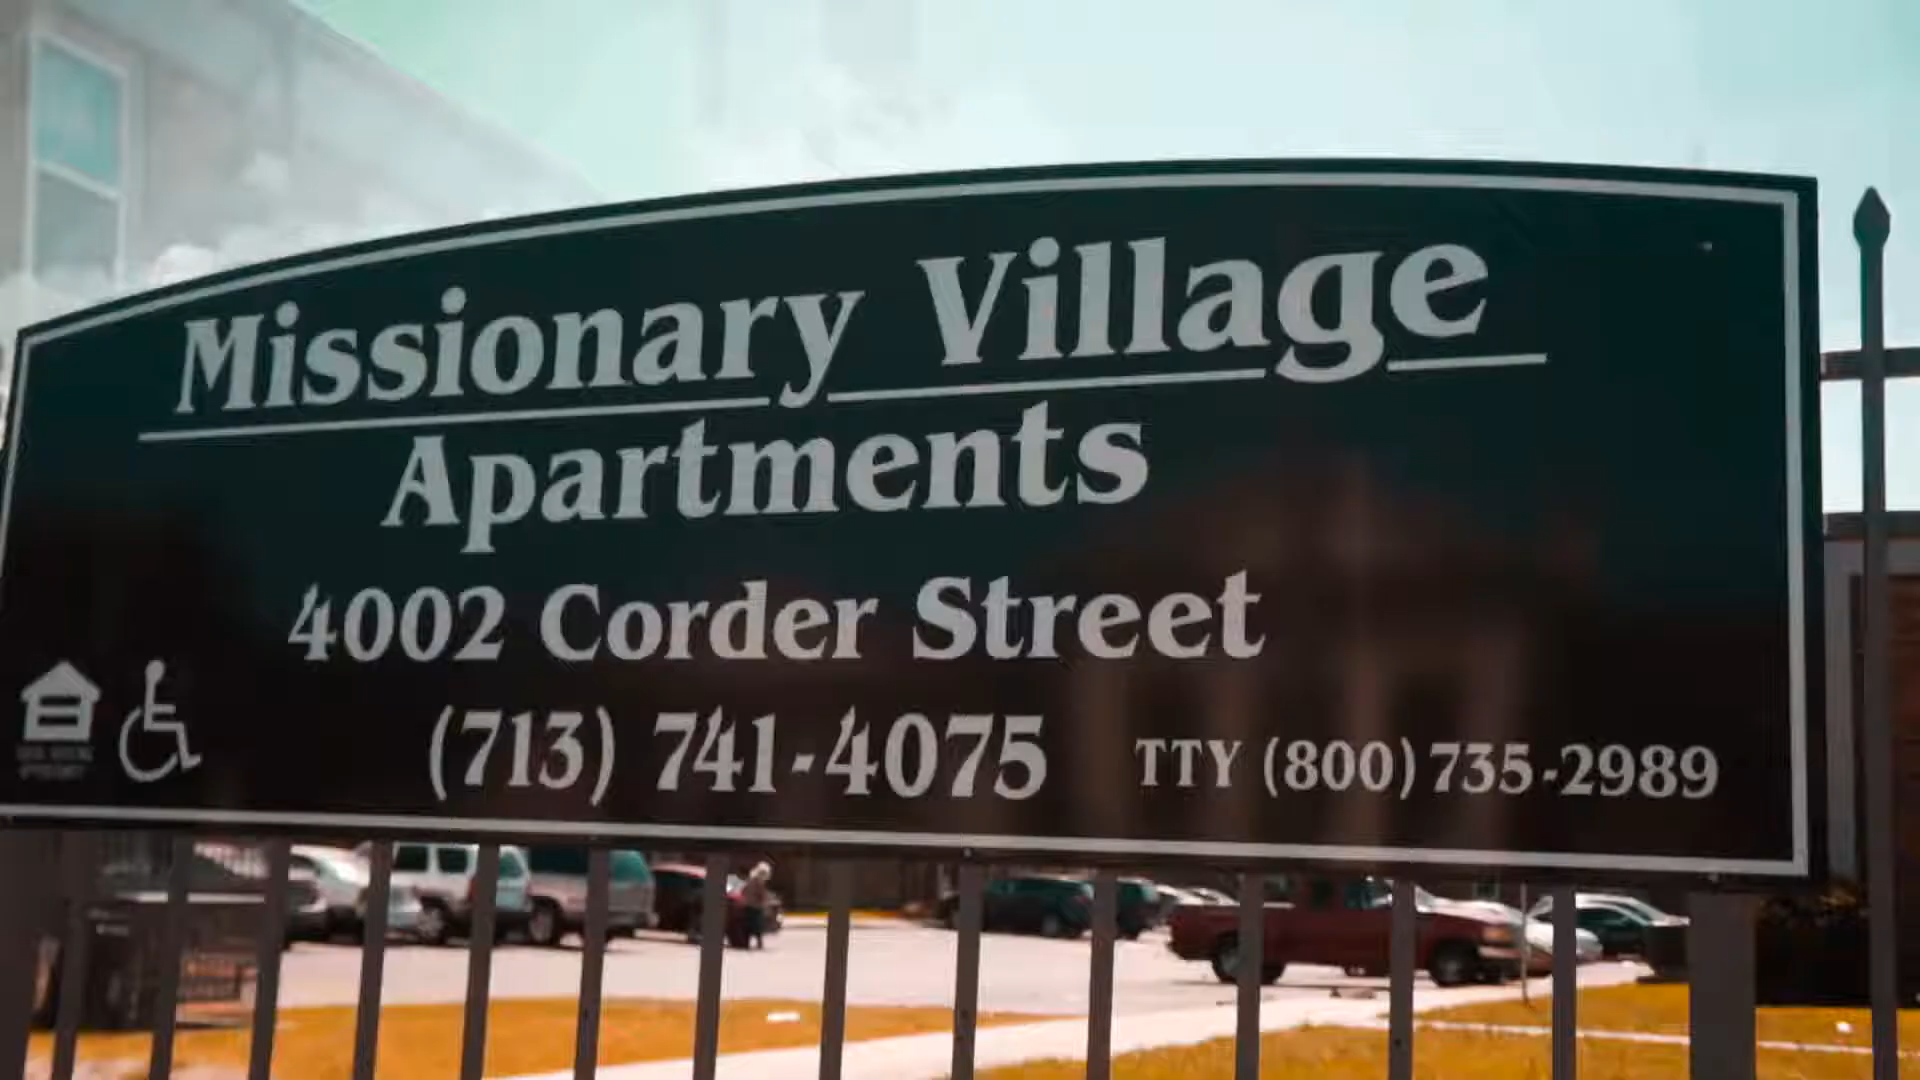 Missionary Village
Apartments
4002 Corder Street
(713) 741-4075 TTY (800) 735-2989